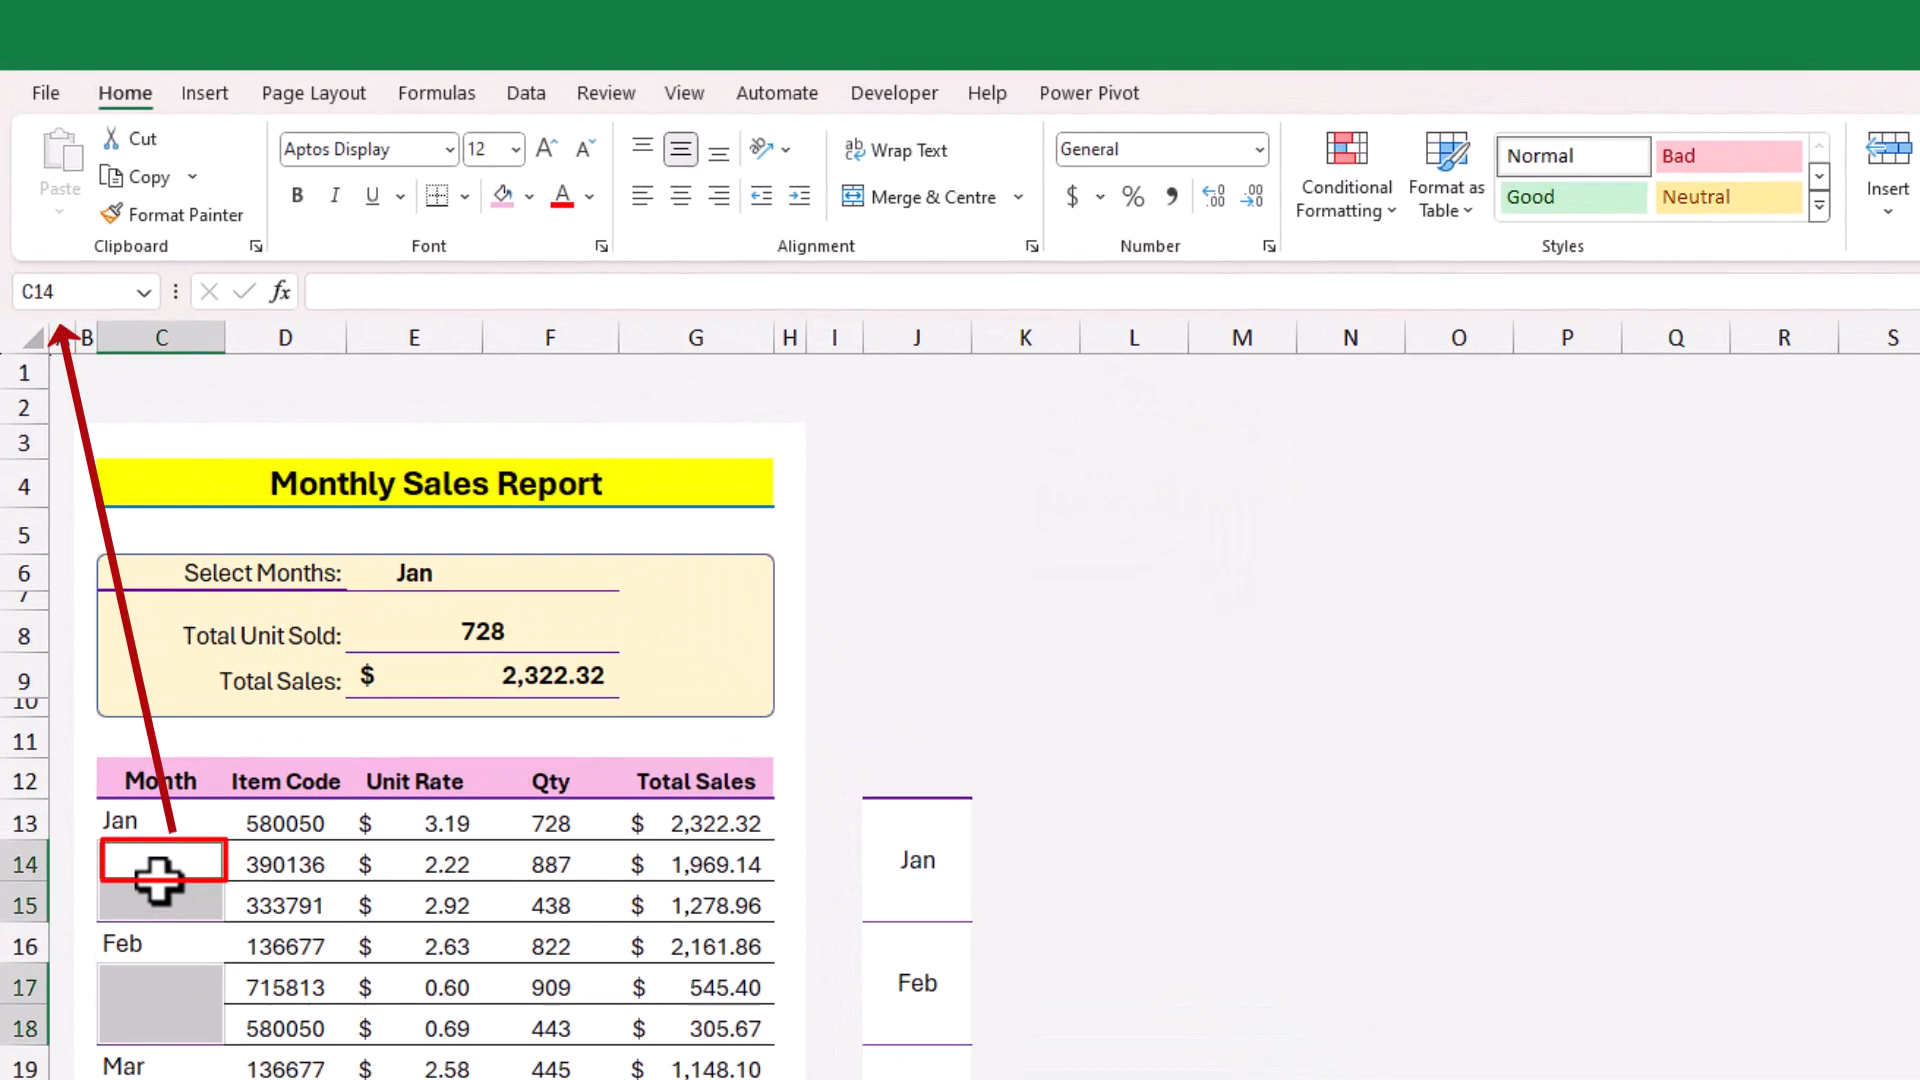 File Home Insert Page Layout Formulas Data Review View Automate Developer Help Power Pivot
Paste Cut Copy Format Painter
Clipboard
Aptos Display 12 A^ Aˇ
B I U A
Font
ab Wrap Text
Merge & Centre
Alignment
General
$ % 9 .00
Number
Conditional Formatting
Format as Table
Normal Bad
Good Neutral
Styles
Insert
C14 fx
B C D E F G H I J K L M N O P Q R S
1
2
3
4 Monthly Sales Report
5
6 Select Months: Jan
7
8 Total Unit Sold: 728
9 Total Sales: $ 2,322.32
10
11
12 Month Item Code Unit Rate Qty Total Sales
13 Jan 580050 $ 3.19 728 $ 2,322.32
14 390136 $ 2.22 887 $ 1,969.14 Jan
15 333791 $ 2.92 438 $ 1,278.96
16 Feb 136677 $ 2.63 822 $ 2,161.86
17 715813 $ 0.60 909 $ 545.40 Feb
18 580050 $ 0.69 443 $ 305.67
19 Mar 136677 $ 2.58 445 $ 1,148.10